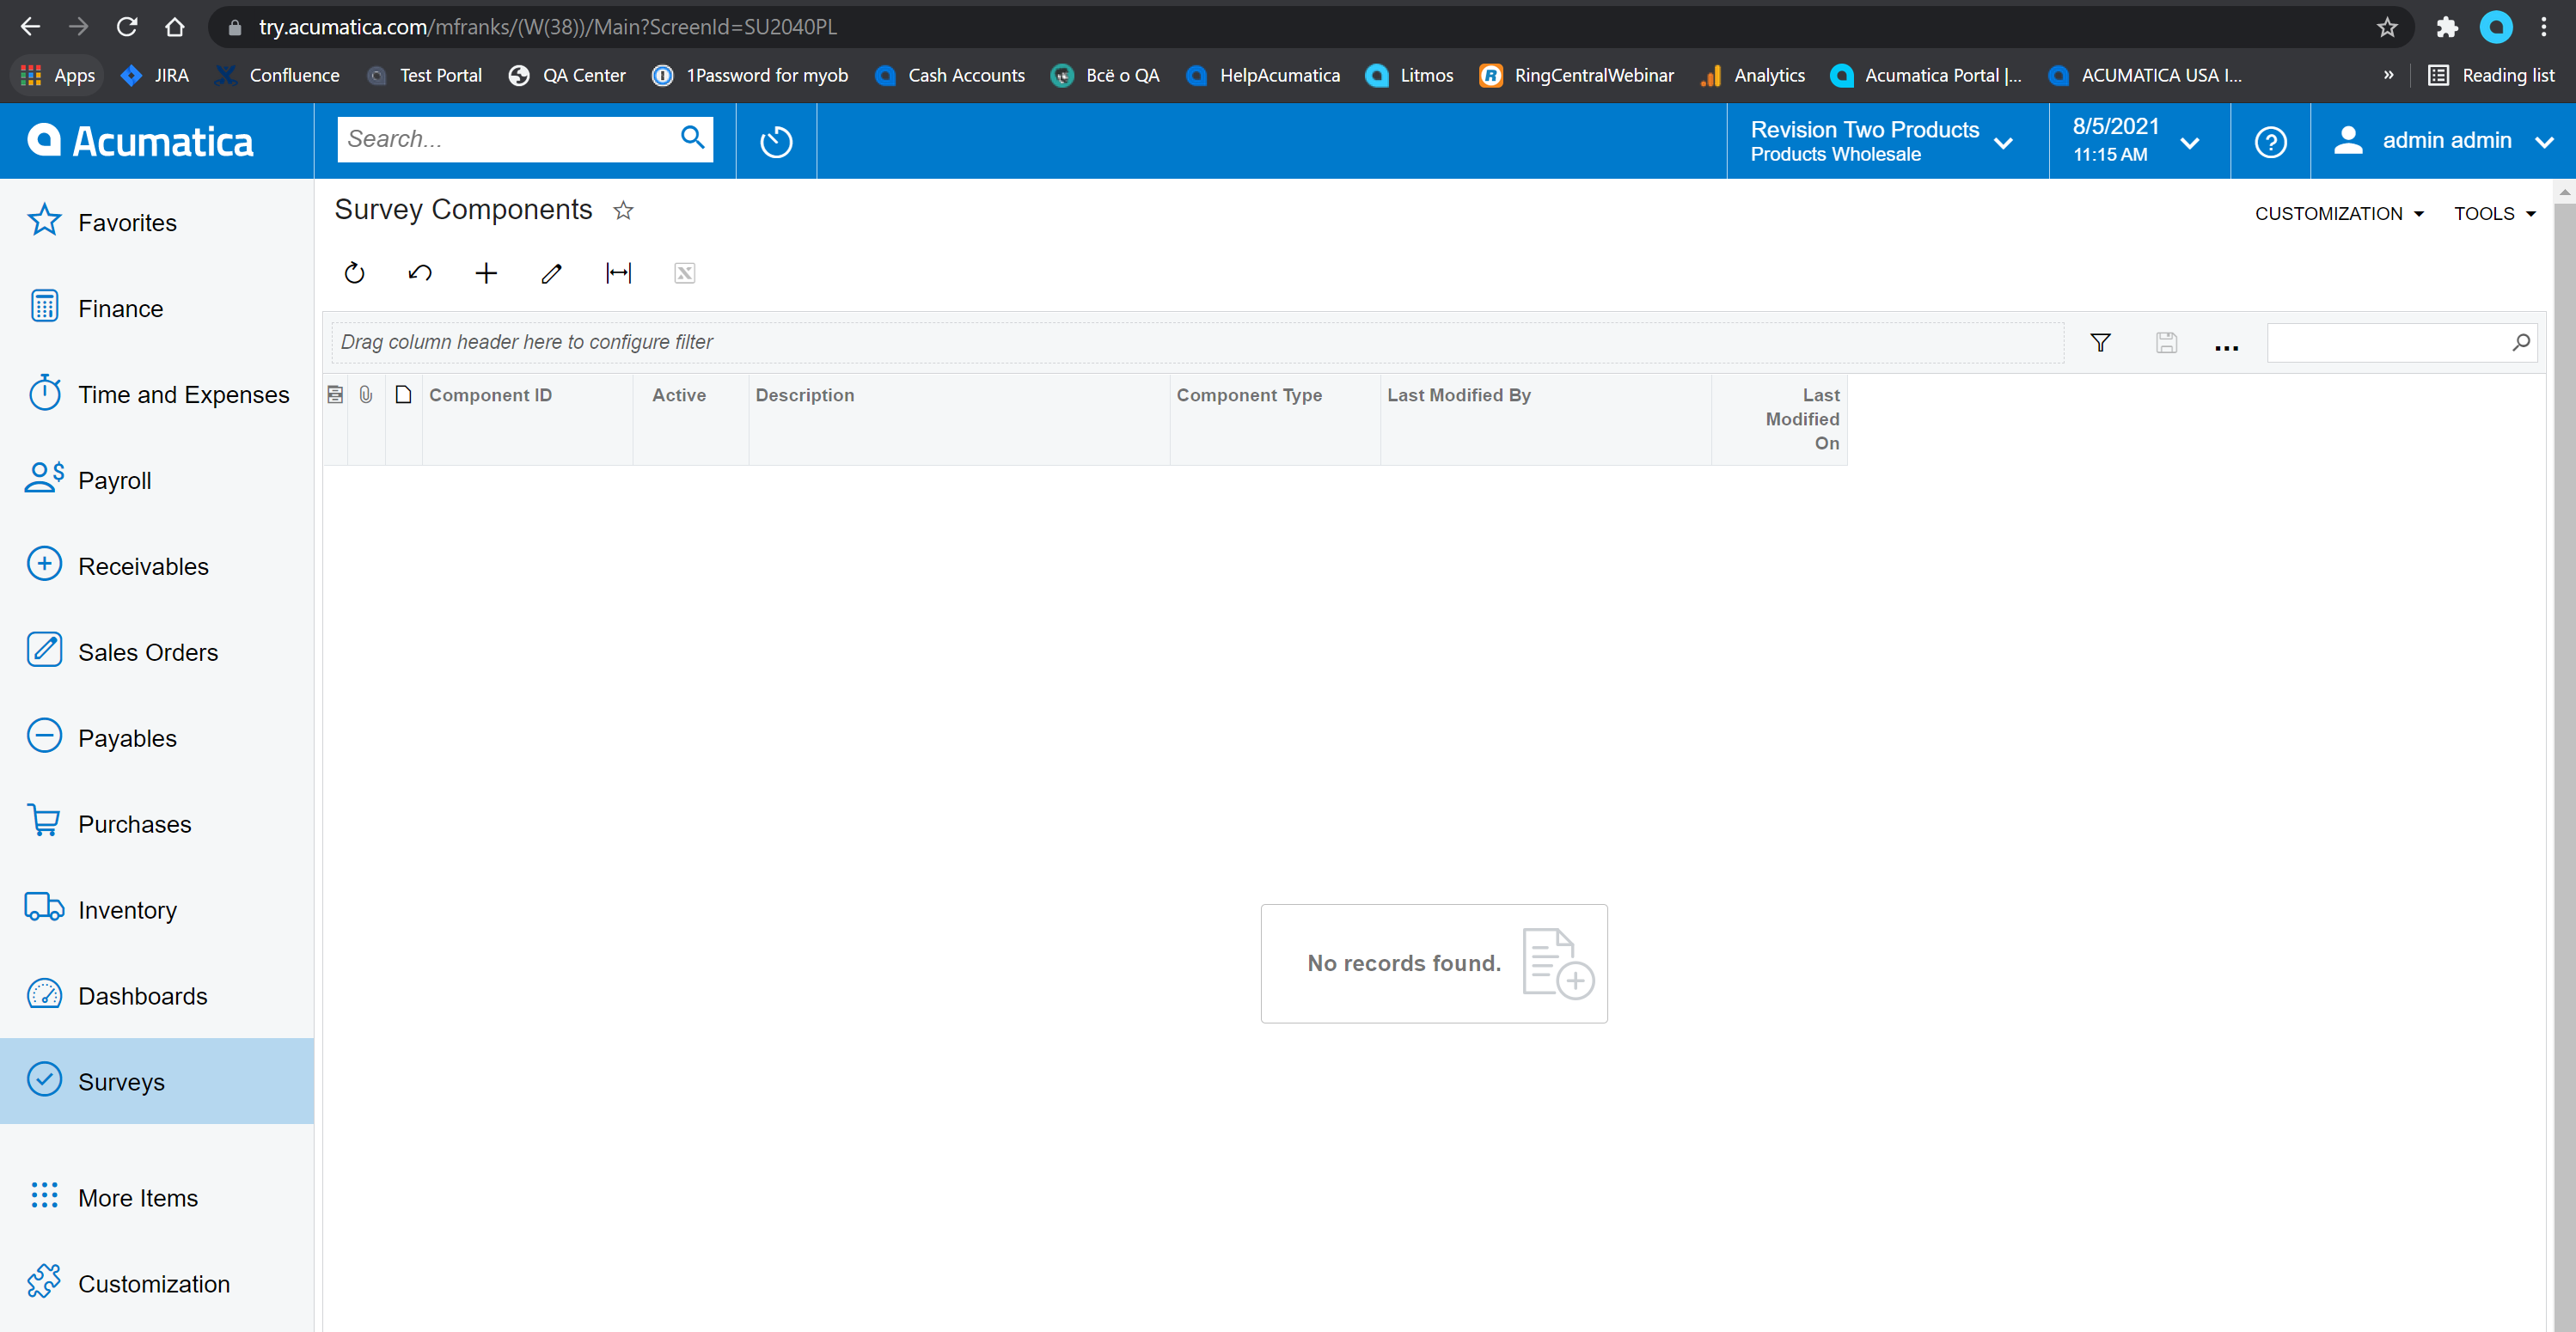 try.acumatica.com/mfranks/(W(38))/Main?ScreenId=SU2040PL
Apps JIRA Confluence Test Portal QA Center 1Password for myob Cash Accounts Всё о QA HelpAcumatica Litmos RingCentralWebinar Analytics Acumatica Portal |... ACUMATICA USA I... » Reading list
Acumatica
Search...
Revision Two Products
Products Wholesale
8/5/2021
11:15 AM
admin admin
Favorites
Finance
Time and Expenses
Payroll
Receivables
Sales Orders
Payables
Purchases
Inventory
Dashboards
Surveys
More Items
Customization
Survey Components
CUSTOMIZATION TOOLS
Drag column header here to configure filter
Component ID Active Description Component Type Last Modified By Last
Modified
On
No records found.